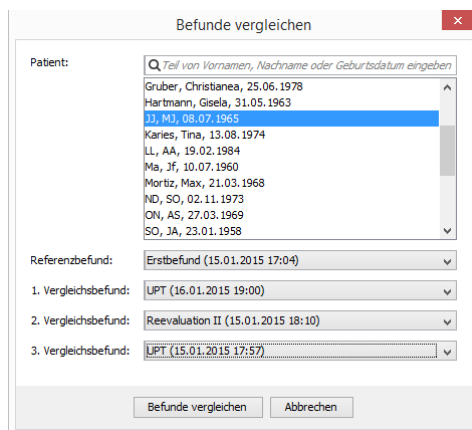 Befunde vergleichen
Patient:
Teil von Vornamen, Nachname oder Geburtsdatum eingeben
Gruber, Christianea, 25.06.1978
Hartmann, Gisela, 31.05.1963
JJ, MJ, 08.07.1965
Karies, Tina, 13.08.1974
LL, AA, 19.02.1984
Ma, Jf, 10.07.1960
Mortiz, Max, 21.03.1968
ND, SO, 02.11.1973
ON, AS, 27.03.1969
SO, JA, 23.01.1958
Referenzbefund: Erstbefund (15.01.2015 17:04)
1. Vergleichsbefund: UPT (16.01.2015 19:00)
2. Vergleichsbefund: Reevaluation II (15.01.2015 18:10)
3. Vergleichsbefund: UPT (15.01.2015 17:57)
Befunde vergleichen Abbrechen